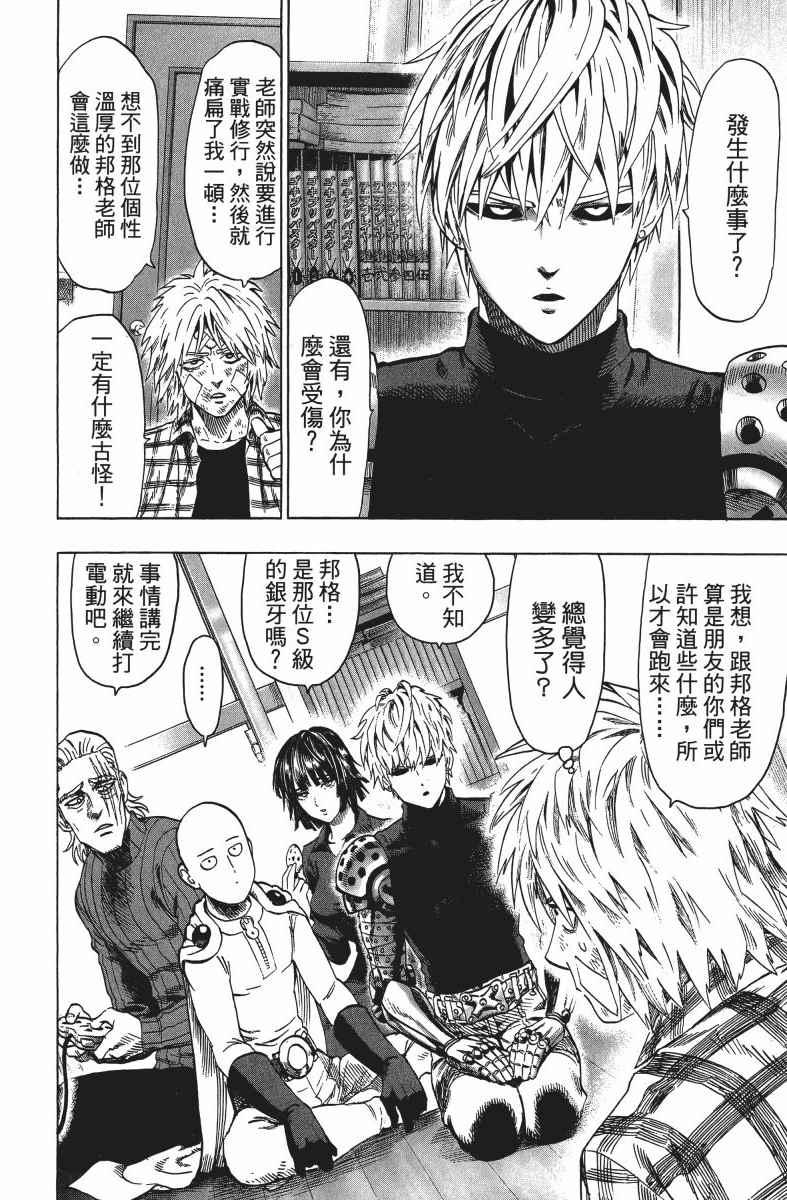 發生什麼事了？
還有，你為什
麼會受傷？
老師突然說要進行
實戰修行，然後就
痛扁了我一頓…
想不到那位個性
溫厚的邦格老師
會這麼做…
一定有什麼古怪！
我想，跟邦格老師
算是朋友的你們或
許知道些什麼，所
以才會跑來……
總覺得人
變多了？
我不知
道。
邦格…
是那位S級
的銀牙嗎？
……
事情講完
就來繼續打
電動吧。